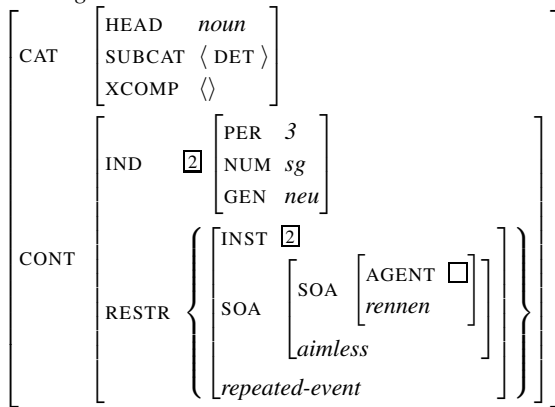 HEAD noun
CAT SUBCAT ⟨ DET ⟩
XCOMP ⟨⟩
PER 3
IND 2 NUM sg
GEN neu
INST 2
CONT
AGENT
SOA
RESTR SOA rennen
aimless
repeated-event